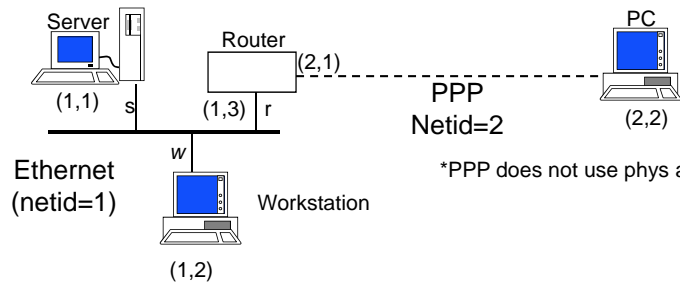 Server
Router
PC
(2,1)
(1,1)
s
(1,3)
r
PPP
Netid=2
(2,2)
w
Ethernet
(netid=1)
*PPP does not use phys a
Workstation
(1,2)